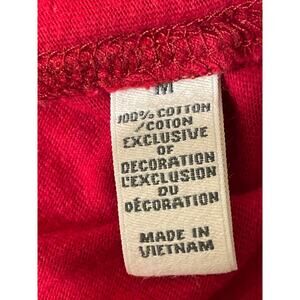 M
100% COTTON
/COTON
EXCLUSIVE
OF
DECORATION
L'EXCLUSION
DU
DÉCORATION
MADE IN
VIETNAM